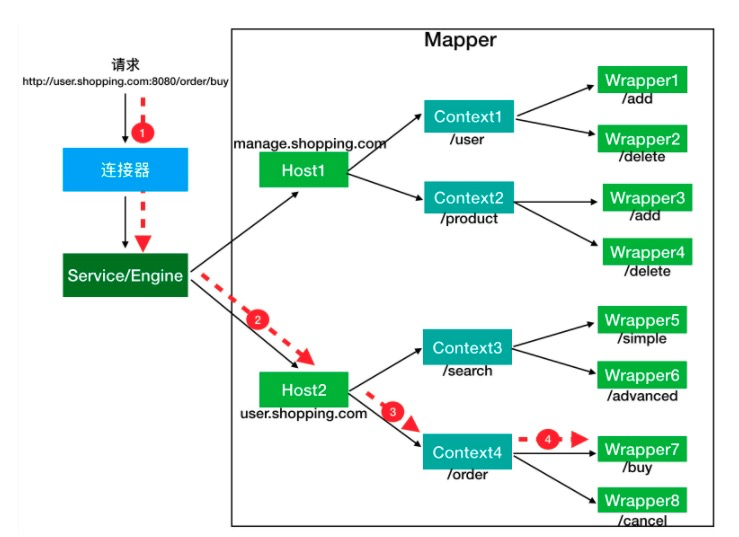 Mapper
请求
http://user.shopping.com:8080/order/buy
1
连接器
Service/Engine
2
manage.shopping.com
Host1
Context1
/user
Wrapper1
/add
Wrapper2
/delete
Context2
/product
Wrapper3
/add
Wrapper4
/delete
Host2
user.shopping.com
3
Context3
/search
Wrapper5
/simple
Wrapper6
/advanced
Context4
/order
4
Wrapper7
/buy
Wrapper8
/cancel